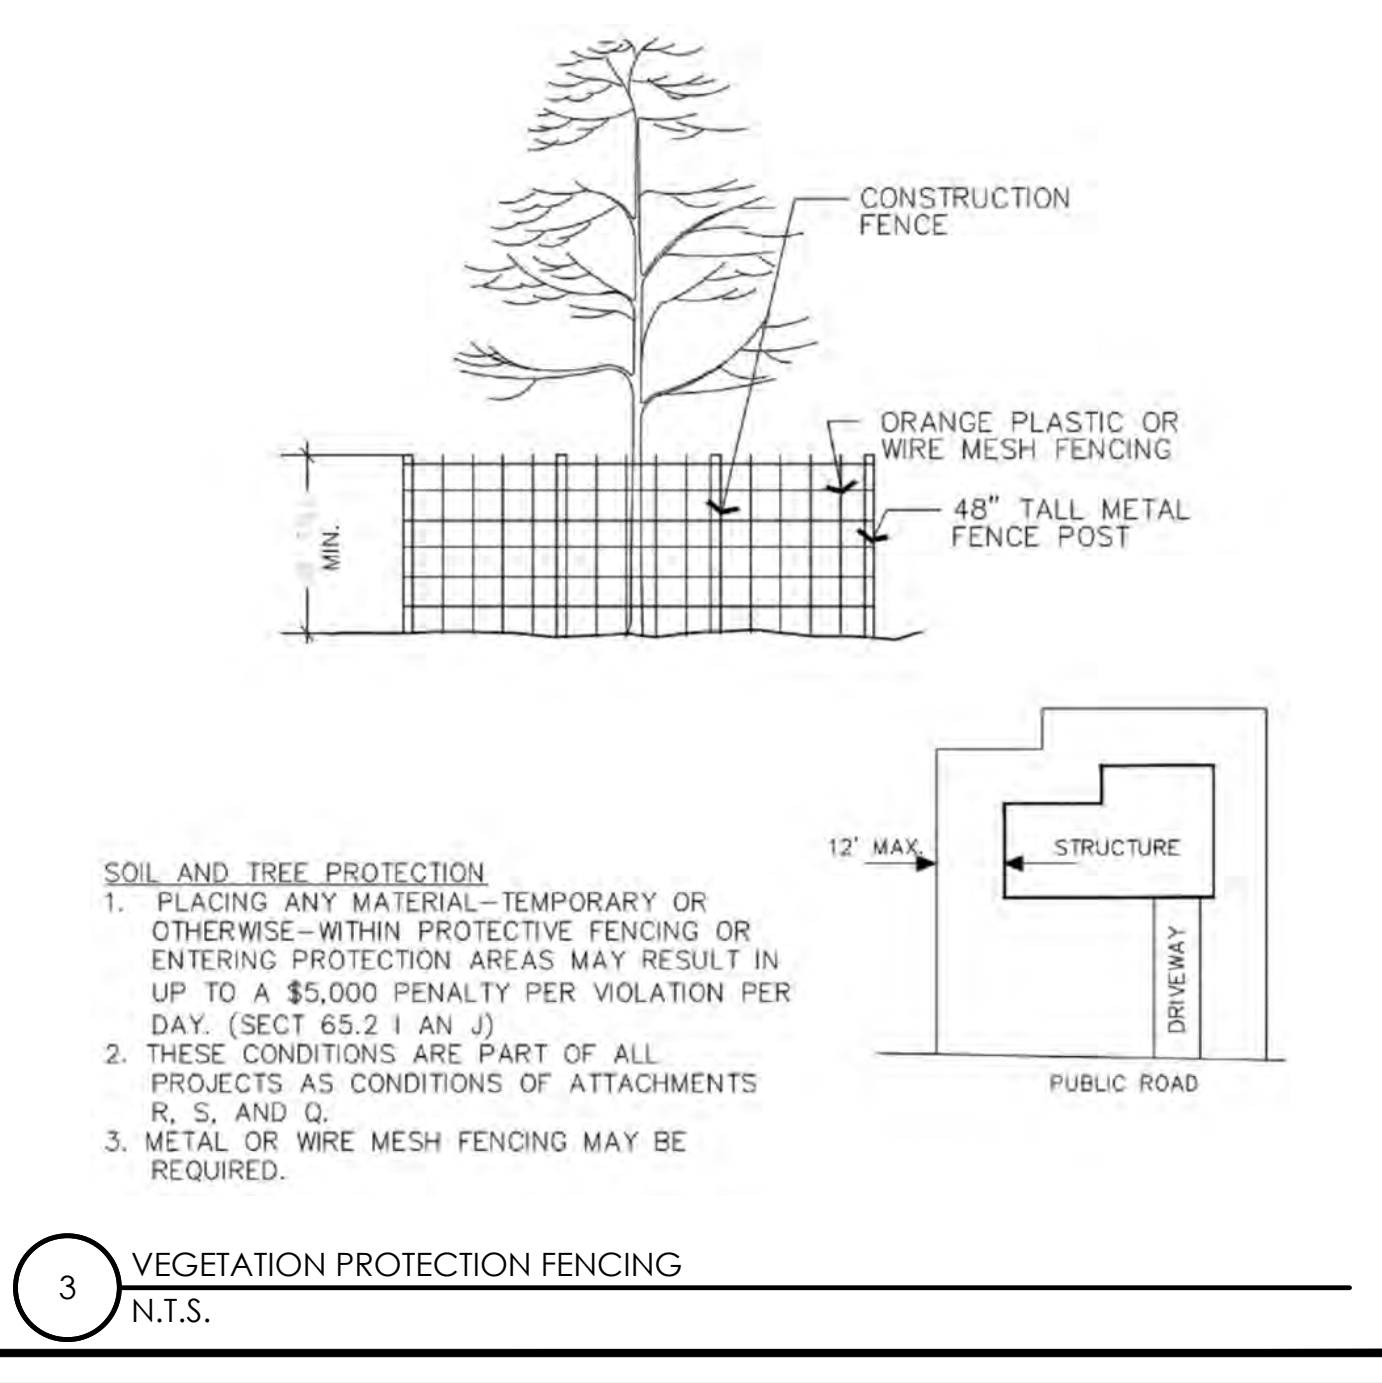 CONSTRUCTION
FENCE
ORANGE PLASTIC OR
WIRE MESH FENCING
48" TALL METAL
FENCE POST
MIN.
12' MAX.
STRUCTURE
DRIVEWAY
PUBLIC ROAD
SOIL AND TREE PROTECTION
1. PLACING ANY MATERIAL–TEMPORARY OR
OTHERWISE–WITHIN PROTECTIVE FENCING OR
ENTERING PROTECTION AREAS MAY RESULT IN
UP TO A $5,000 PENALTY PER VIOLATION PER
DAY. (SECT 65.2 I AN J)
2. THESE CONDITIONS ARE PART OF ALL
PROJECTS AS CONDITIONS OF ATTACHMENTS
R, S, AND Q.
3. METAL OR WIRE MESH FENCING MAY BE
REQUIRED.
3
VEGETATION PROTECTION FENCING
N.T.S.